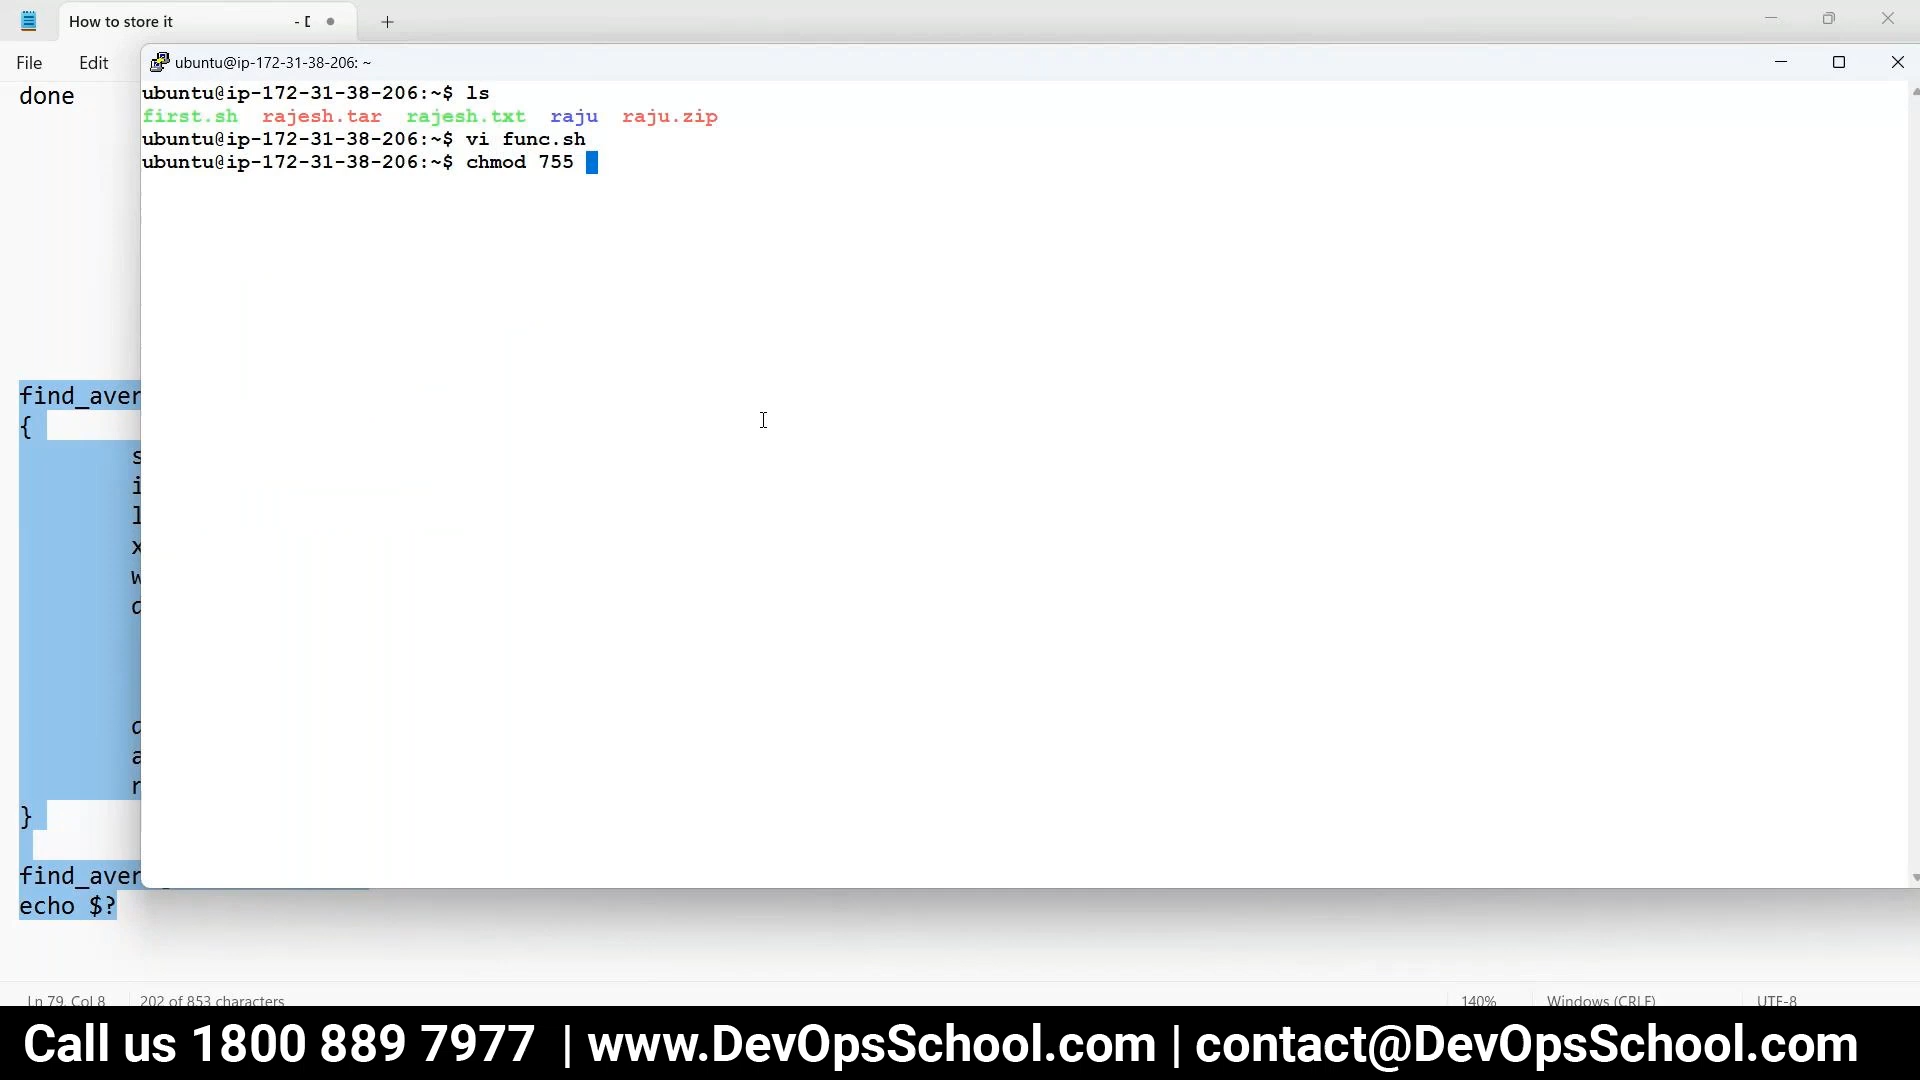 How to store it - D
File Edit
ubuntu@ip-172-31-38-206: ~
done
ubuntu@ip-172-31-38-206:~$ ls
first.sh rajesh.tar rajesh.txt raju raju.zip
ubuntu@ip-172-31-38-206:~$ vi func.sh
ubuntu@ip-172-31-38-206:~$ chmod 755
find_aver
{
s
i
l
x
w
d
a
r
}
find_aver
echo $?
Ln 79, Col 8 202 of 853 characters 140% Windows (CRLF) UTF-8
Call us 1800 889 7977 | www.DevOpsSchool.com | contact@DevOpsSchool.com